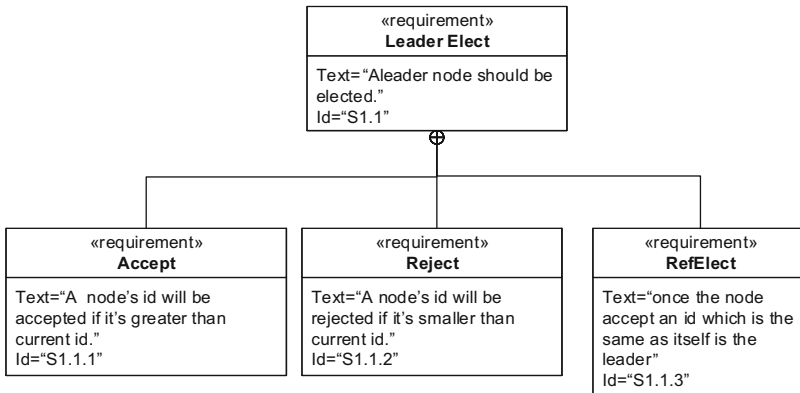 «requirement»
Leader Elect
Text=“Aleader node should be
elected.”
Id=“S1.1”
«requirement»
Accept
Text=“A node’s id will be
accepted if it’s greater than
current id.”
Id=“S1.1.1”
«requirement»
Reject
Text=“A node’s id will be
rejected if it’s smaller than
current id.”
Id=“S1.1.2”
«requirement»
RefElect
Text=“once the node
accept an id which is the
same as itself is the
leader”
Id=“S1.1.3”